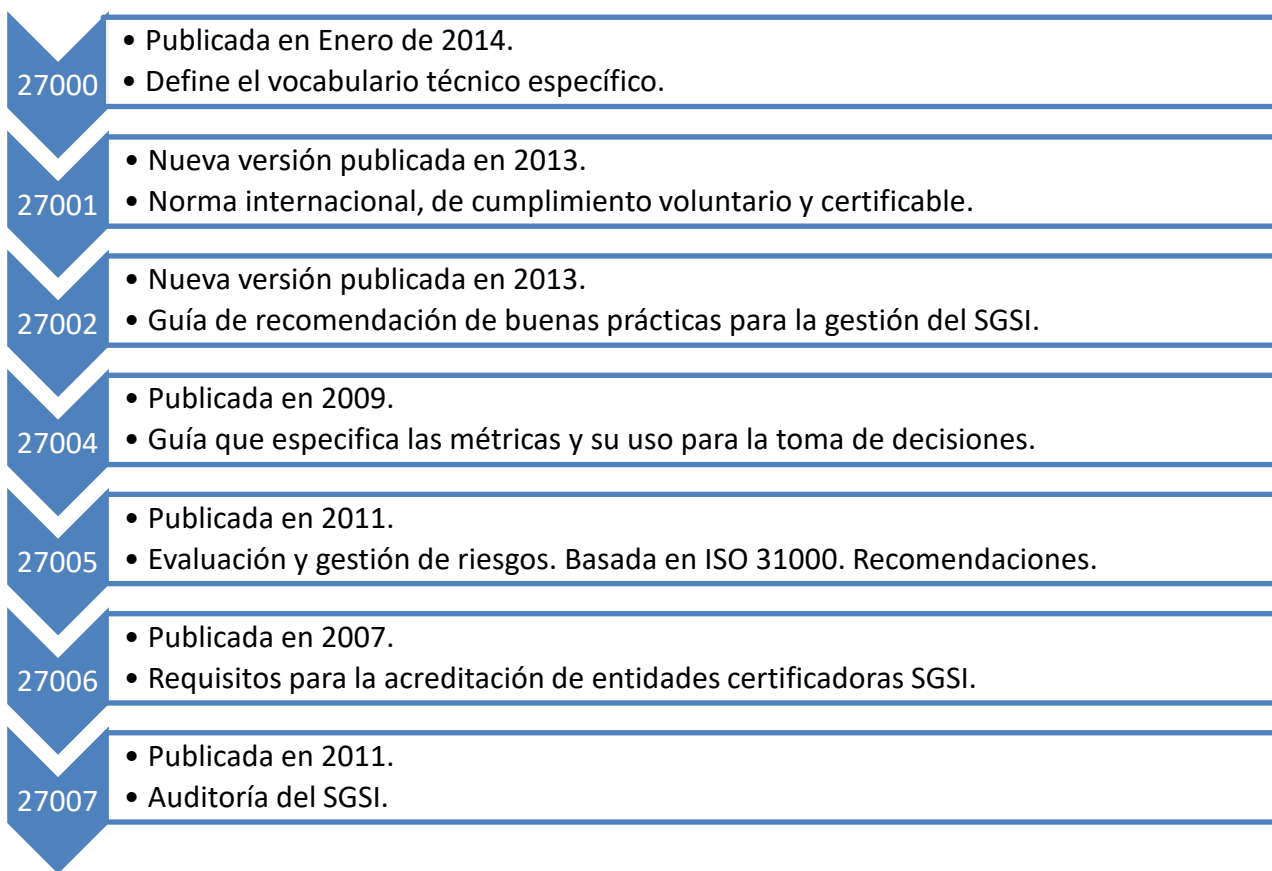 • Publicada en Enero de 2014.
27000
• Define el vocabulario técnico específico.
• Nueva versión publicada en 2013.
27001
• Norma internacional, de cumplimiento voluntario y certificable.
• Nueva versión publicada en 2013.
27002
• Guía de recomendación de buenas prácticas para la gestión del SGSI.
• Publicada en 2009.
27004
• Guía que especifica las métricas y su uso para la toma de decisiones.
• Publicada en 2011.
27005
• Evaluación y gestión de riesgos. Basada en ISO 31000. Recomendaciones.
• Publicada en 2007.
27006
• Requisitos para la acreditación de entidades certificadoras SGSI.
• Publicada en 2011.
27007
• Auditoría del SGSI.